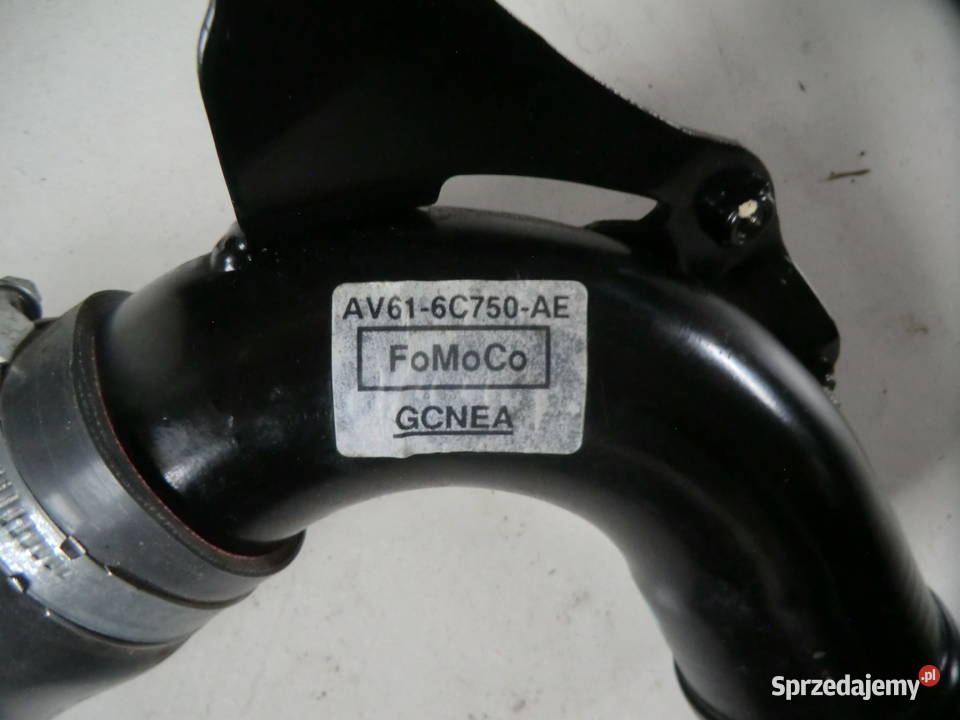 AV61-6C750-AE
FoMoCo
GCNEA
Sprzedajemy.pl